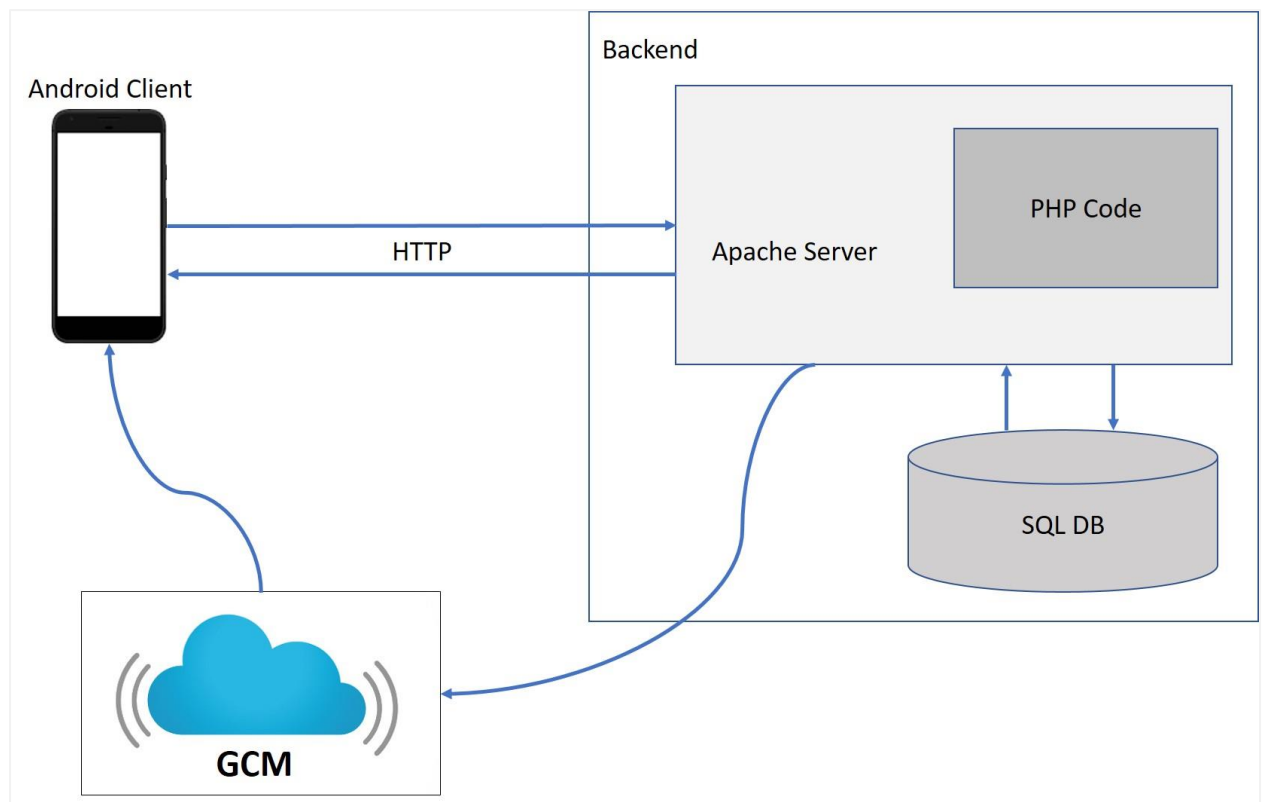 Backend
Android Client
PHP Code
HTTP
Apache Server
SQL DB
GCM